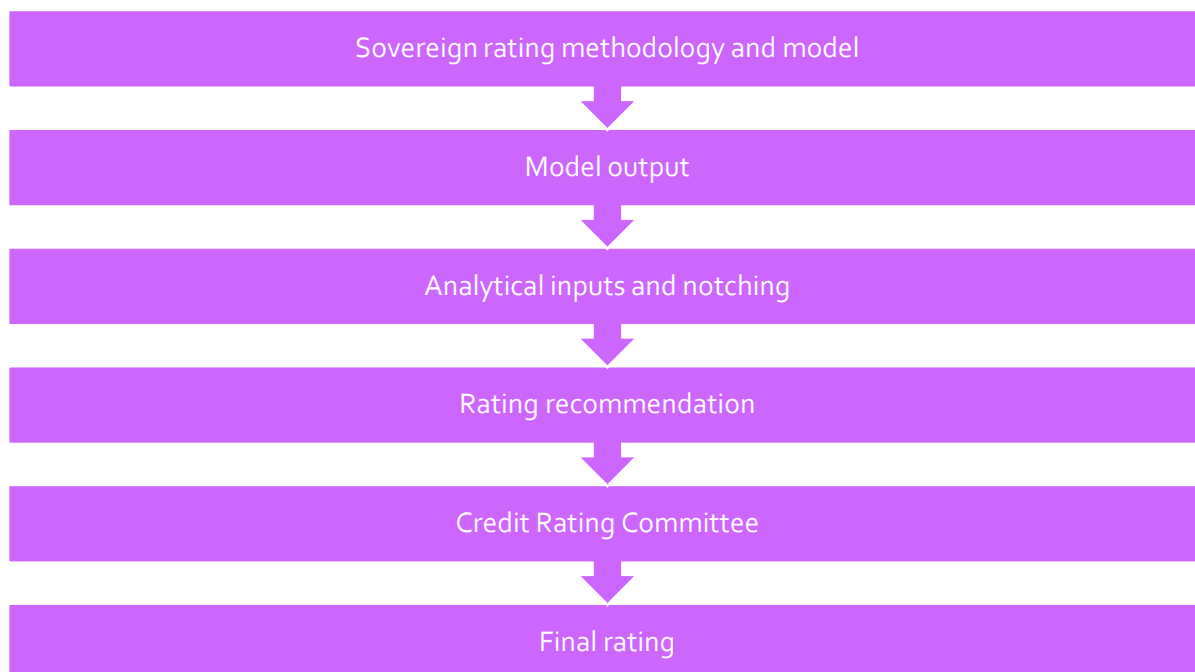 Sovereign rating methodology and model
Model output
Analytical inputs and notching
Rating recommendation
Credit Rating Committee
Final rating